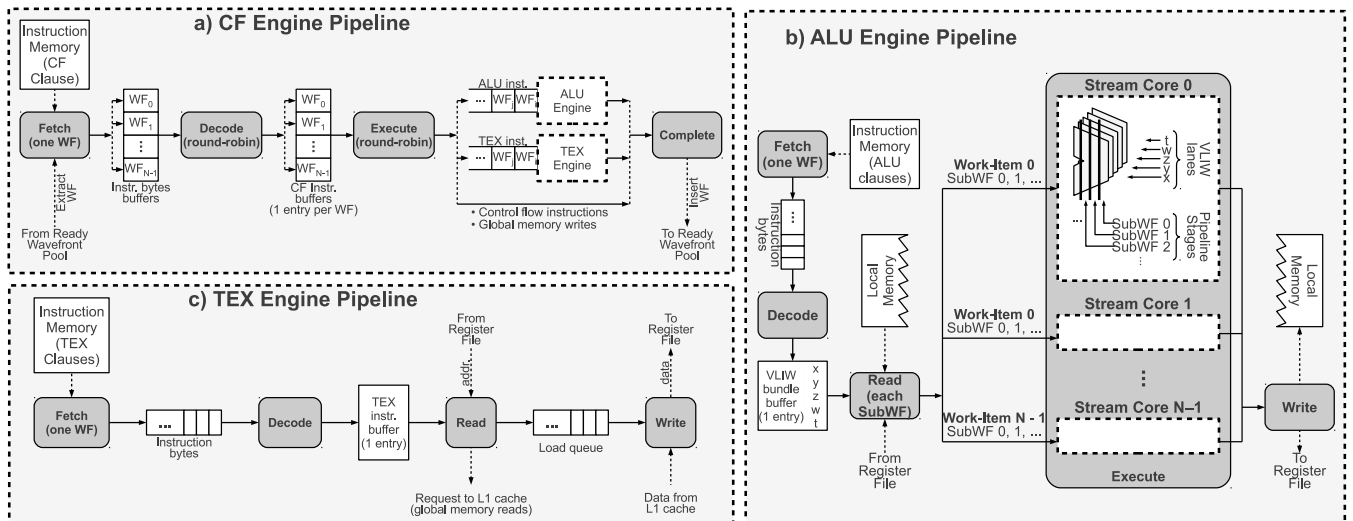 a) CF Engine Pipeline
Instruction
Memory
(CF
Clause)
Fetch
(one WF)
Extract
WF
From Ready
Wavefront
Pool
WF0
WF1
⋮
WFN-1
Instr. bytes
buffers
Decode
(round-robin)
WF0
WF1
⋮
WFN-1
CF Instr.
buffers
(1 entry per WF)
Execute
(round-robin)
ALU inst.
... WFj WFi
ALU
Engine
TEX inst.
... WFj WFi
TEX
Engine
• Control flow instructions
• Global memory writes
Complete
Insert
WF
To Ready
Wavefront
Pool
c) TEX Engine Pipeline
Instruction
Memory
(TEX
Clauses)
Fetch
(one WF)
...
Instruction
bytes
Decode
TEX
instr.
buffer
(1 entry)
From
Register
File
addr.
Read
Request to L1 cache
(global memory reads)
...
Load queue
To
Register
File
data
Write
Data from
L1 cache
b) ALU Engine Pipeline
Fetch
(one WF)
Instruction
Memory
(ALU
clauses)
...
Instruction
bytes
Decode
VLIW
bundle
buffer
(1 entry)
x
y
z
w
t
Local
Memory
Read
(each
SubWF)
From
Register
File
Work-Item 0
SubWF 0, 1, ...
Work-Item 0
SubWF 0, 1, ...
Work-Item N - 1
SubWF 0, 1, ...
Stream Core 0
t
w
z
y
x
VLIW
lanes
...
SubWF 0
SubWF 1
SubWF 2
...
Pipeline
Stages
Stream Core 1
⋮
Stream Core N–1
Execute
Local
Memory
Write
To
Register
File